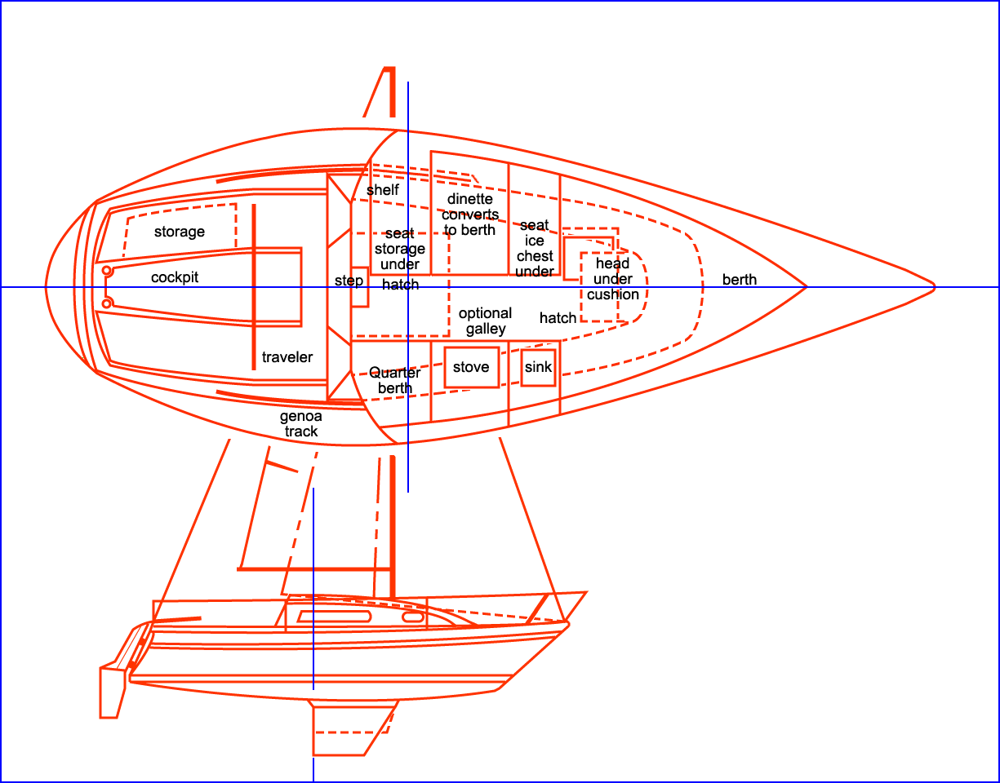 shelf
dinette
converts
to berth
storage
seat
storage
under
seat
ice
chest
under
cockpit
step
hatch
head
under
cushion
berth
optional
galley
hatch
traveler
Quarter
berth
stove
sink
genoa
track